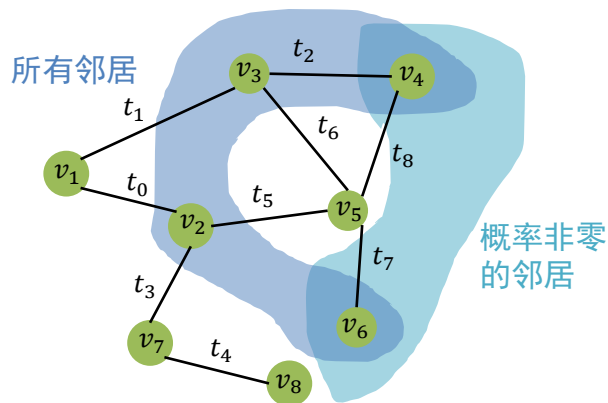 所有邻居
t₂
v₃
v₄
t₁
t₆
t₈
v₁
t₀
t₅
v₅
v₂
概率非零
的邻居
t₇
t₃
v₆
v₇
t₄
v₈